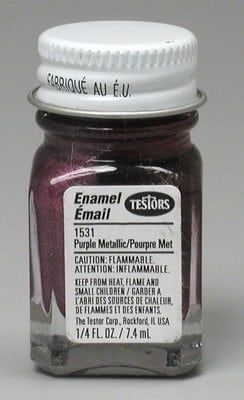 FABRIQUÉ AU É.U.
Enamel
Émail
TESTORS
1531
Purple Metallic/Pourpre Met
CAUTION: FLAMMABLE.
ATTENTION: INFLAMMABLE.
KEEP FROM HEAT, FLAME AND
SMALL CHILDREN / GARDER A
L'ABRI DES SOURCES DE CHALEUR,
DE FLAMMES ET DES ENFANTS.
The Testor Corp., Rockford, IL USA
1/4 FL. OZ. / 7.4 mL